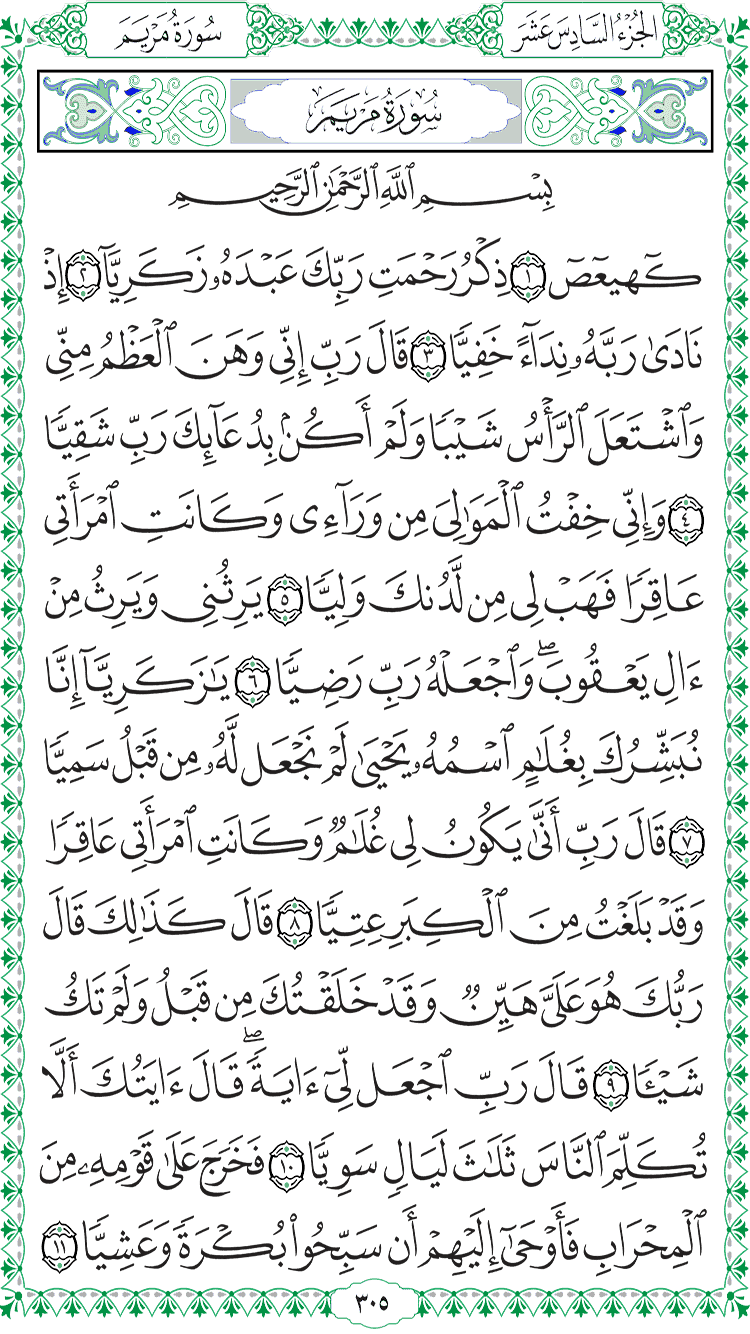 الجُزْءُ السَّادِسَ عَشَرَ
سُورَةُ مَرْيَمَ
سُورَةُ مَرْيَمَ
بِسْمِ ٱللَّهِ ٱلرَّحْمَٰنِ ٱلرَّحِيمِ
كٓهيعٓصٓ ١ ذِكْرُ رَحْمَتِ رَبِّكَ عَبْدَهُۥ زَكَرِيَّآ ٢ إِذْ
نَادَىٰ رَبَّهُۥ نِدَآءً خَفِيًّا ٣ قَالَ رَبِّ إِنِّى وَهَنَ ٱلْعَظْمُ مِنِّى
وَٱشْتَعَلَ ٱلرَّأْسُ شَيْبًا وَلَمْ أَكُنۢ بِدُعَآئِكَ رَبِّ شَقِيًّا
٤ وَإِنِّى خِفْتُ ٱلْمَوَٰلِىَ مِن وَرَآءِى وَكَانَتِ ٱمْرَأَتِى
عَاقِرًا فَهَبْ لِى مِن لَّدُنكَ وَلِيًّا ٥ يَرِثُنِى وَيَرِثُ مِنْ
ءَالِ يَعْقُوبَ ۖ وَٱجْعَلْهُ رَبِّ رَضِيًّا ٦ يَٰزَكَرِيَّآ إِنَّا
نُبَشِّرُكَ بِغُلَٰمٍ ٱسْمُهُۥ يَحْيَىٰ لَمْ نَجْعَل لَّهُۥ مِن قَبْلُ سَمِيًّا
٧ قَالَ رَبِّ أَنَّىٰ يَكُونُ لِى غُلَٰمٌ وَكَانَتِ ٱمْرَأَتِى عَاقِرًا
وَقَدْ بَلَغْتُ مِنَ ٱلْكِبَرِ عِتِيًّا ٨ قَالَ كَذَٰلِكَ قَالَ
رَبُّكَ هُوَ عَلَىَّ هَيِّنٌ وَقَدْ خَلَقْتُكَ مِن قَبْلُ وَلَمْ تَكُ
شَيْـًٔا ٩ قَالَ رَبِّ ٱجْعَل لِّىٓ ءَايَةً ۖ قَالَ ءَايَتُكَ أَلَّا
تُكَلِّمَ ٱلنَّاسَ ثَلَٰثَ لَيَالٍ سَوِيًّا ١٠ فَخَرَجَ عَلَىٰ قَوْمِهِۦ مِنَ
ٱلْمِحْرَابِ فَأَوْحَىٰٓ إِلَيْهِمْ أَن سَبِّحُوا۟ بُكْرَةً وَعَشِيًّا ١١
٣٠٥